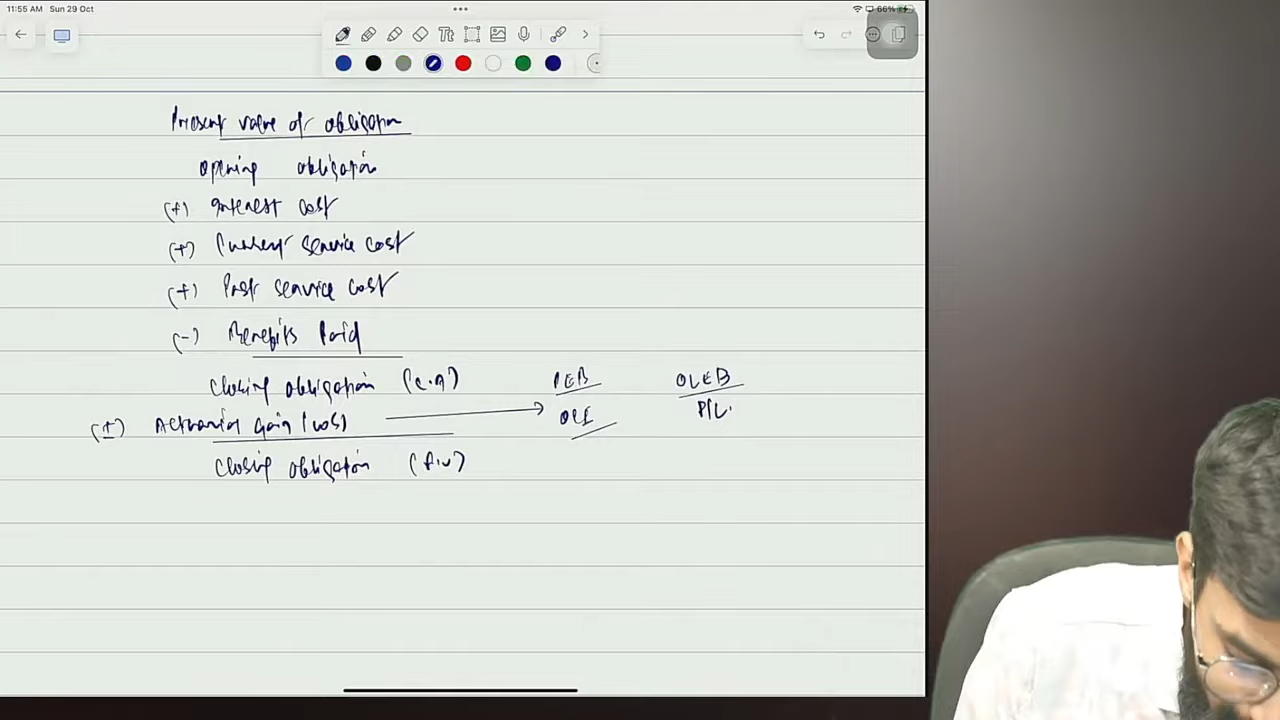 11:55 AM Sun 29 Oct
66%
Tt
Present value of obligation
Opening obligation
(+) Interest cost
(+) Current service cost
(+) Past service cost
(-) Benefits Paid
Closing obligation (C.A)
PEB OLEB
(±) Actuarial Gain (loss) OCI P/L.
Closing obligation (f.v)